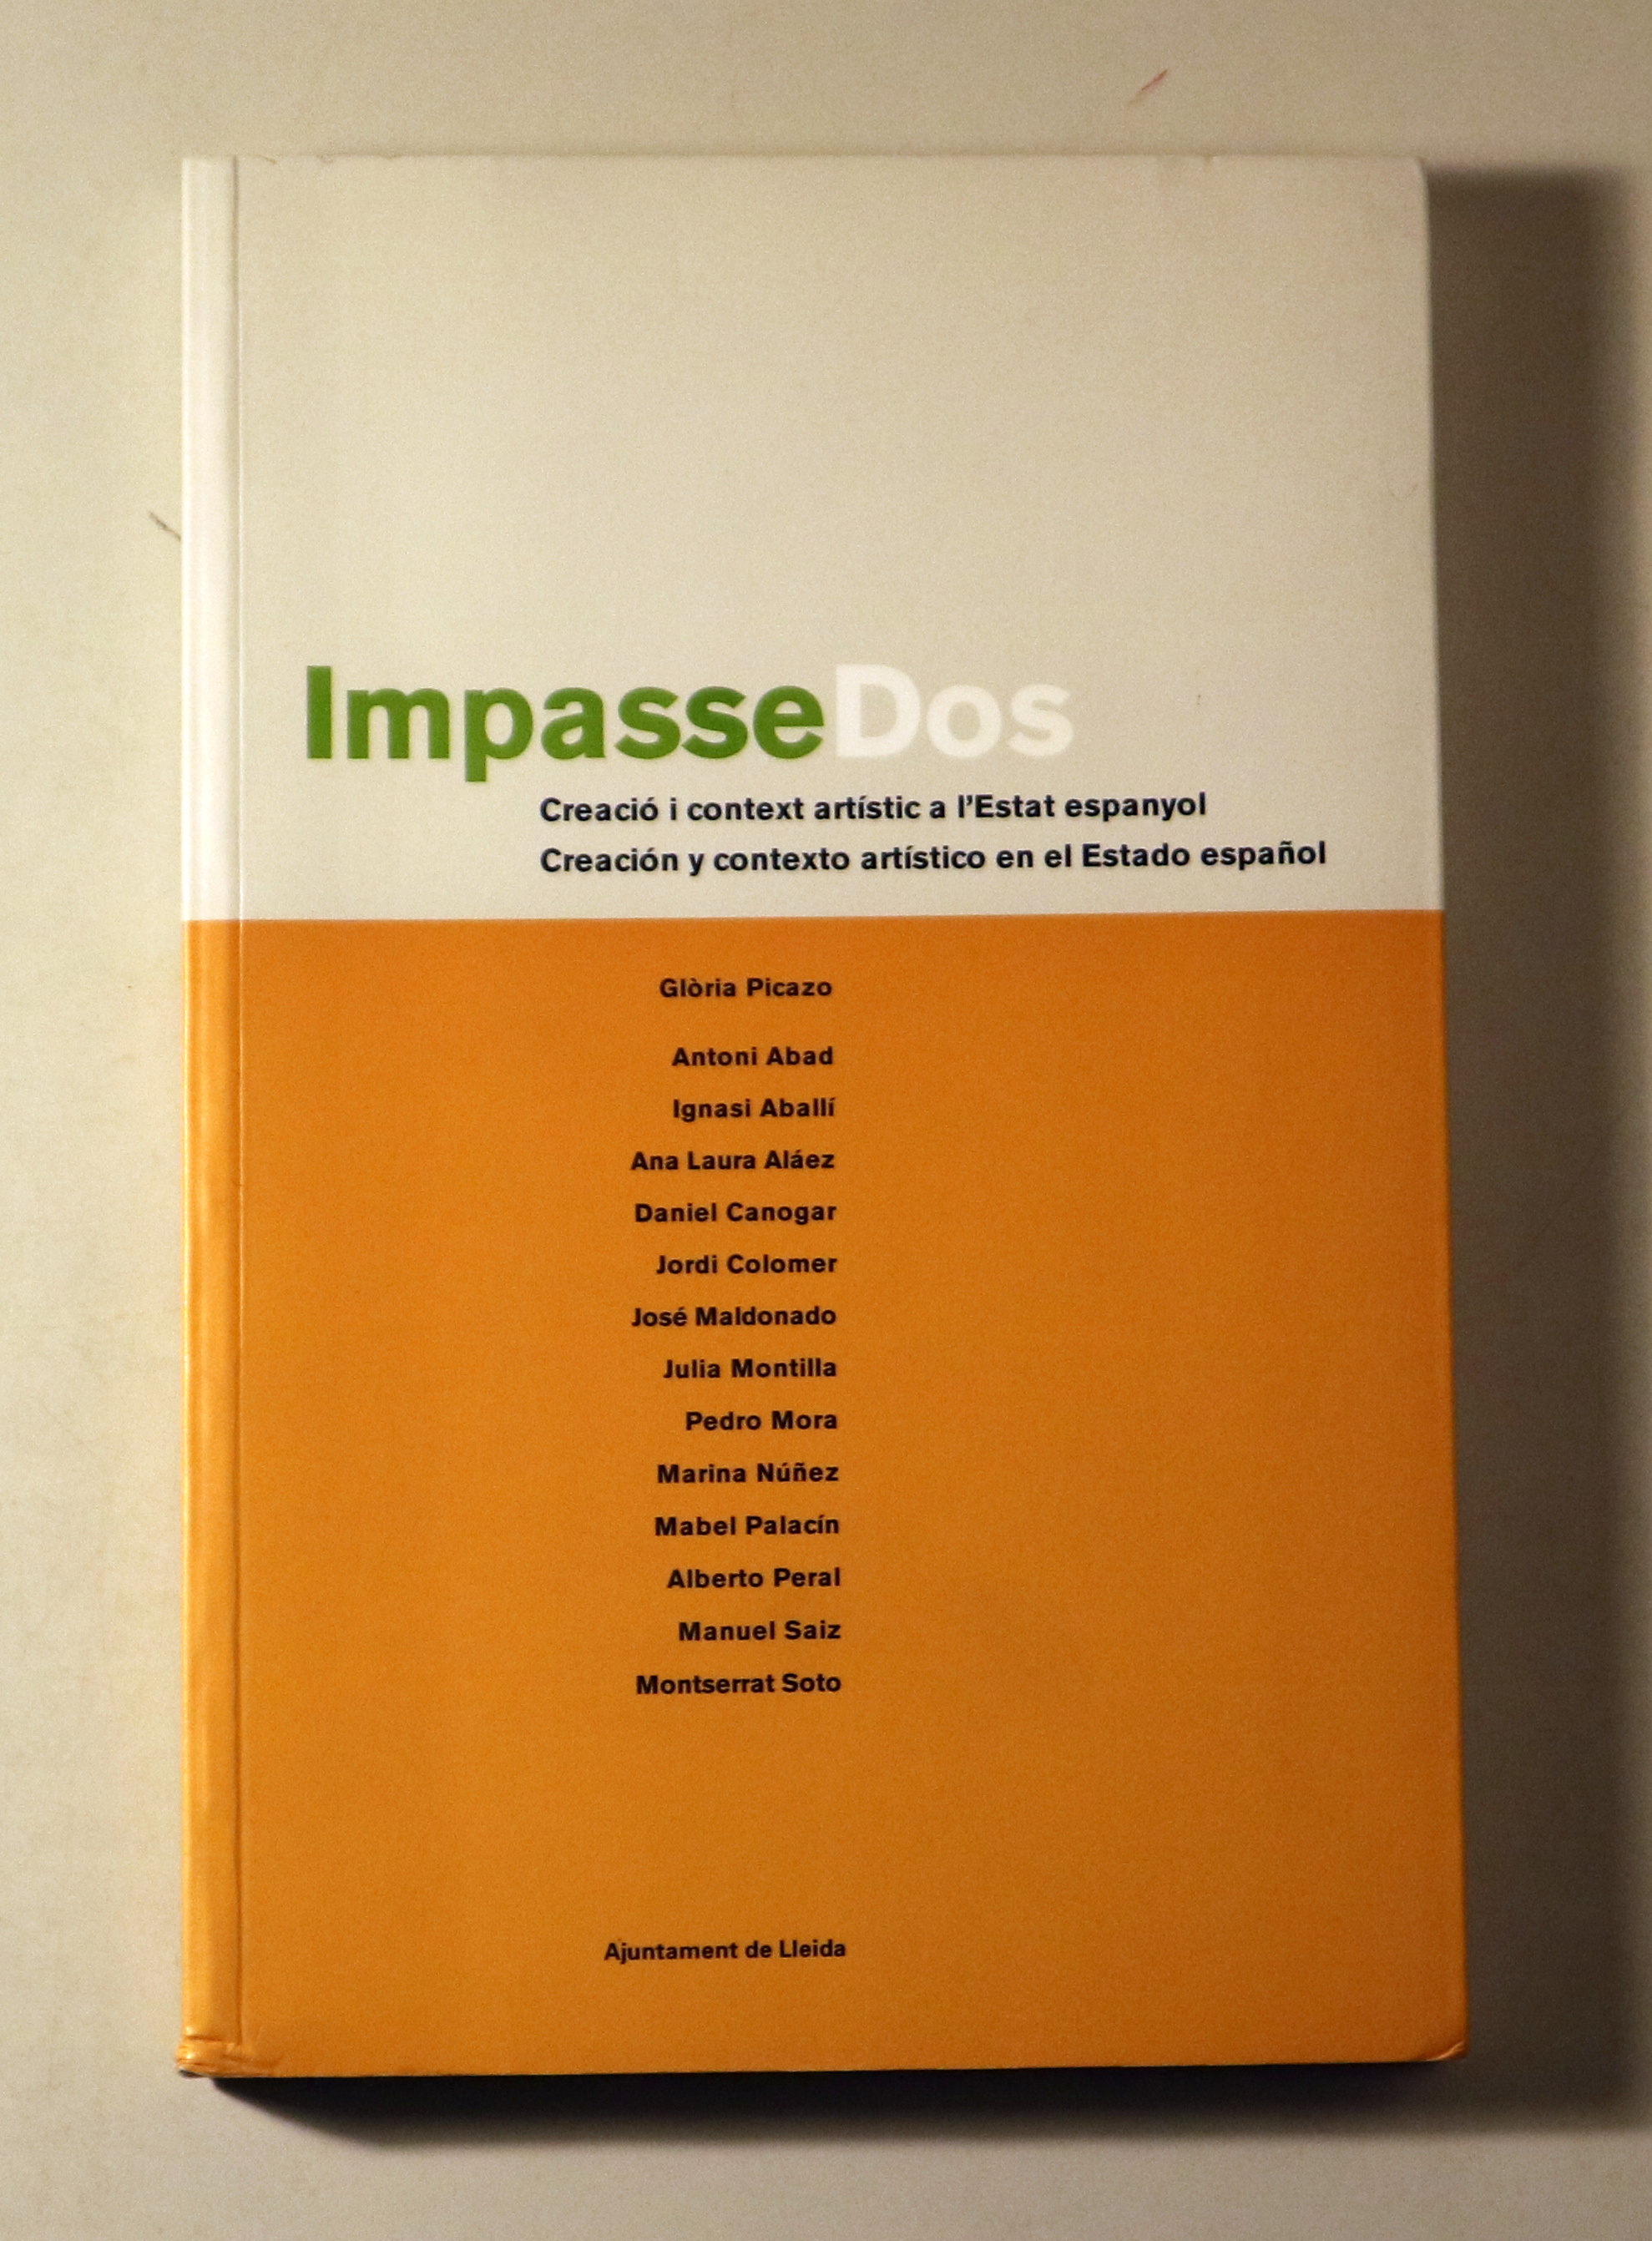 ImpasseDos
Creació i context artístic a l'Estat espanyol
Creación y contexto artístico en el Estado español
Glòria Picazo
Antoni Abad
Ignasi Aballí
Ana Laura Aláez
Daniel Canogar
Jordi Colomer
José Maldonado
Julia Montilla
Pedro Mora
Marina Núñez
Mabel Palacín
Alberto Peral
Manuel Saiz
Montserrat Soto
Ajuntament de Lleida